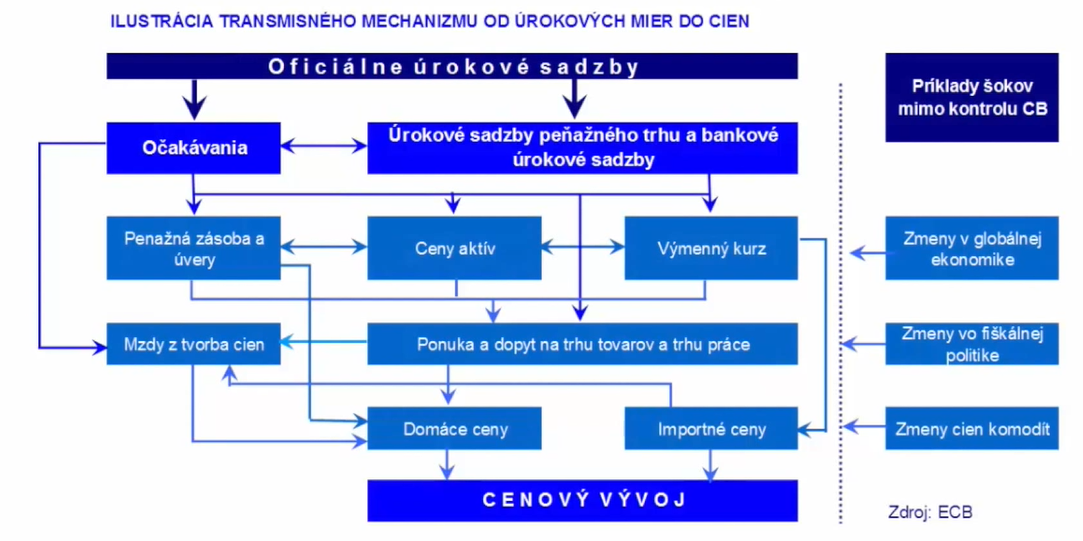 ILUSTRÁCIA TRANSMISNÉHO MECHANIZMU OD ÚROKOVÝCH MIER DO CIEN
Oficiálne úrokové sadzby
Príklady šokov
mimo kontrolu CB
Očakávania
Úrokové sadzby peňažného trhu a bankové
úrokové sadzby
Penažná zásoba a
úvery
Ceny aktív
Výmenný kurz
Zmeny v globálnej
ekonomike
Mzdy z tvorba cien
Ponuka a dopyt na trhu tovarov a trhu práce
Zmeny vo fiškálnej
politike
Domáce ceny
Importné ceny
Zmeny cien komodít
CENOVÝ VÝVOJ
Zdroj: ECB